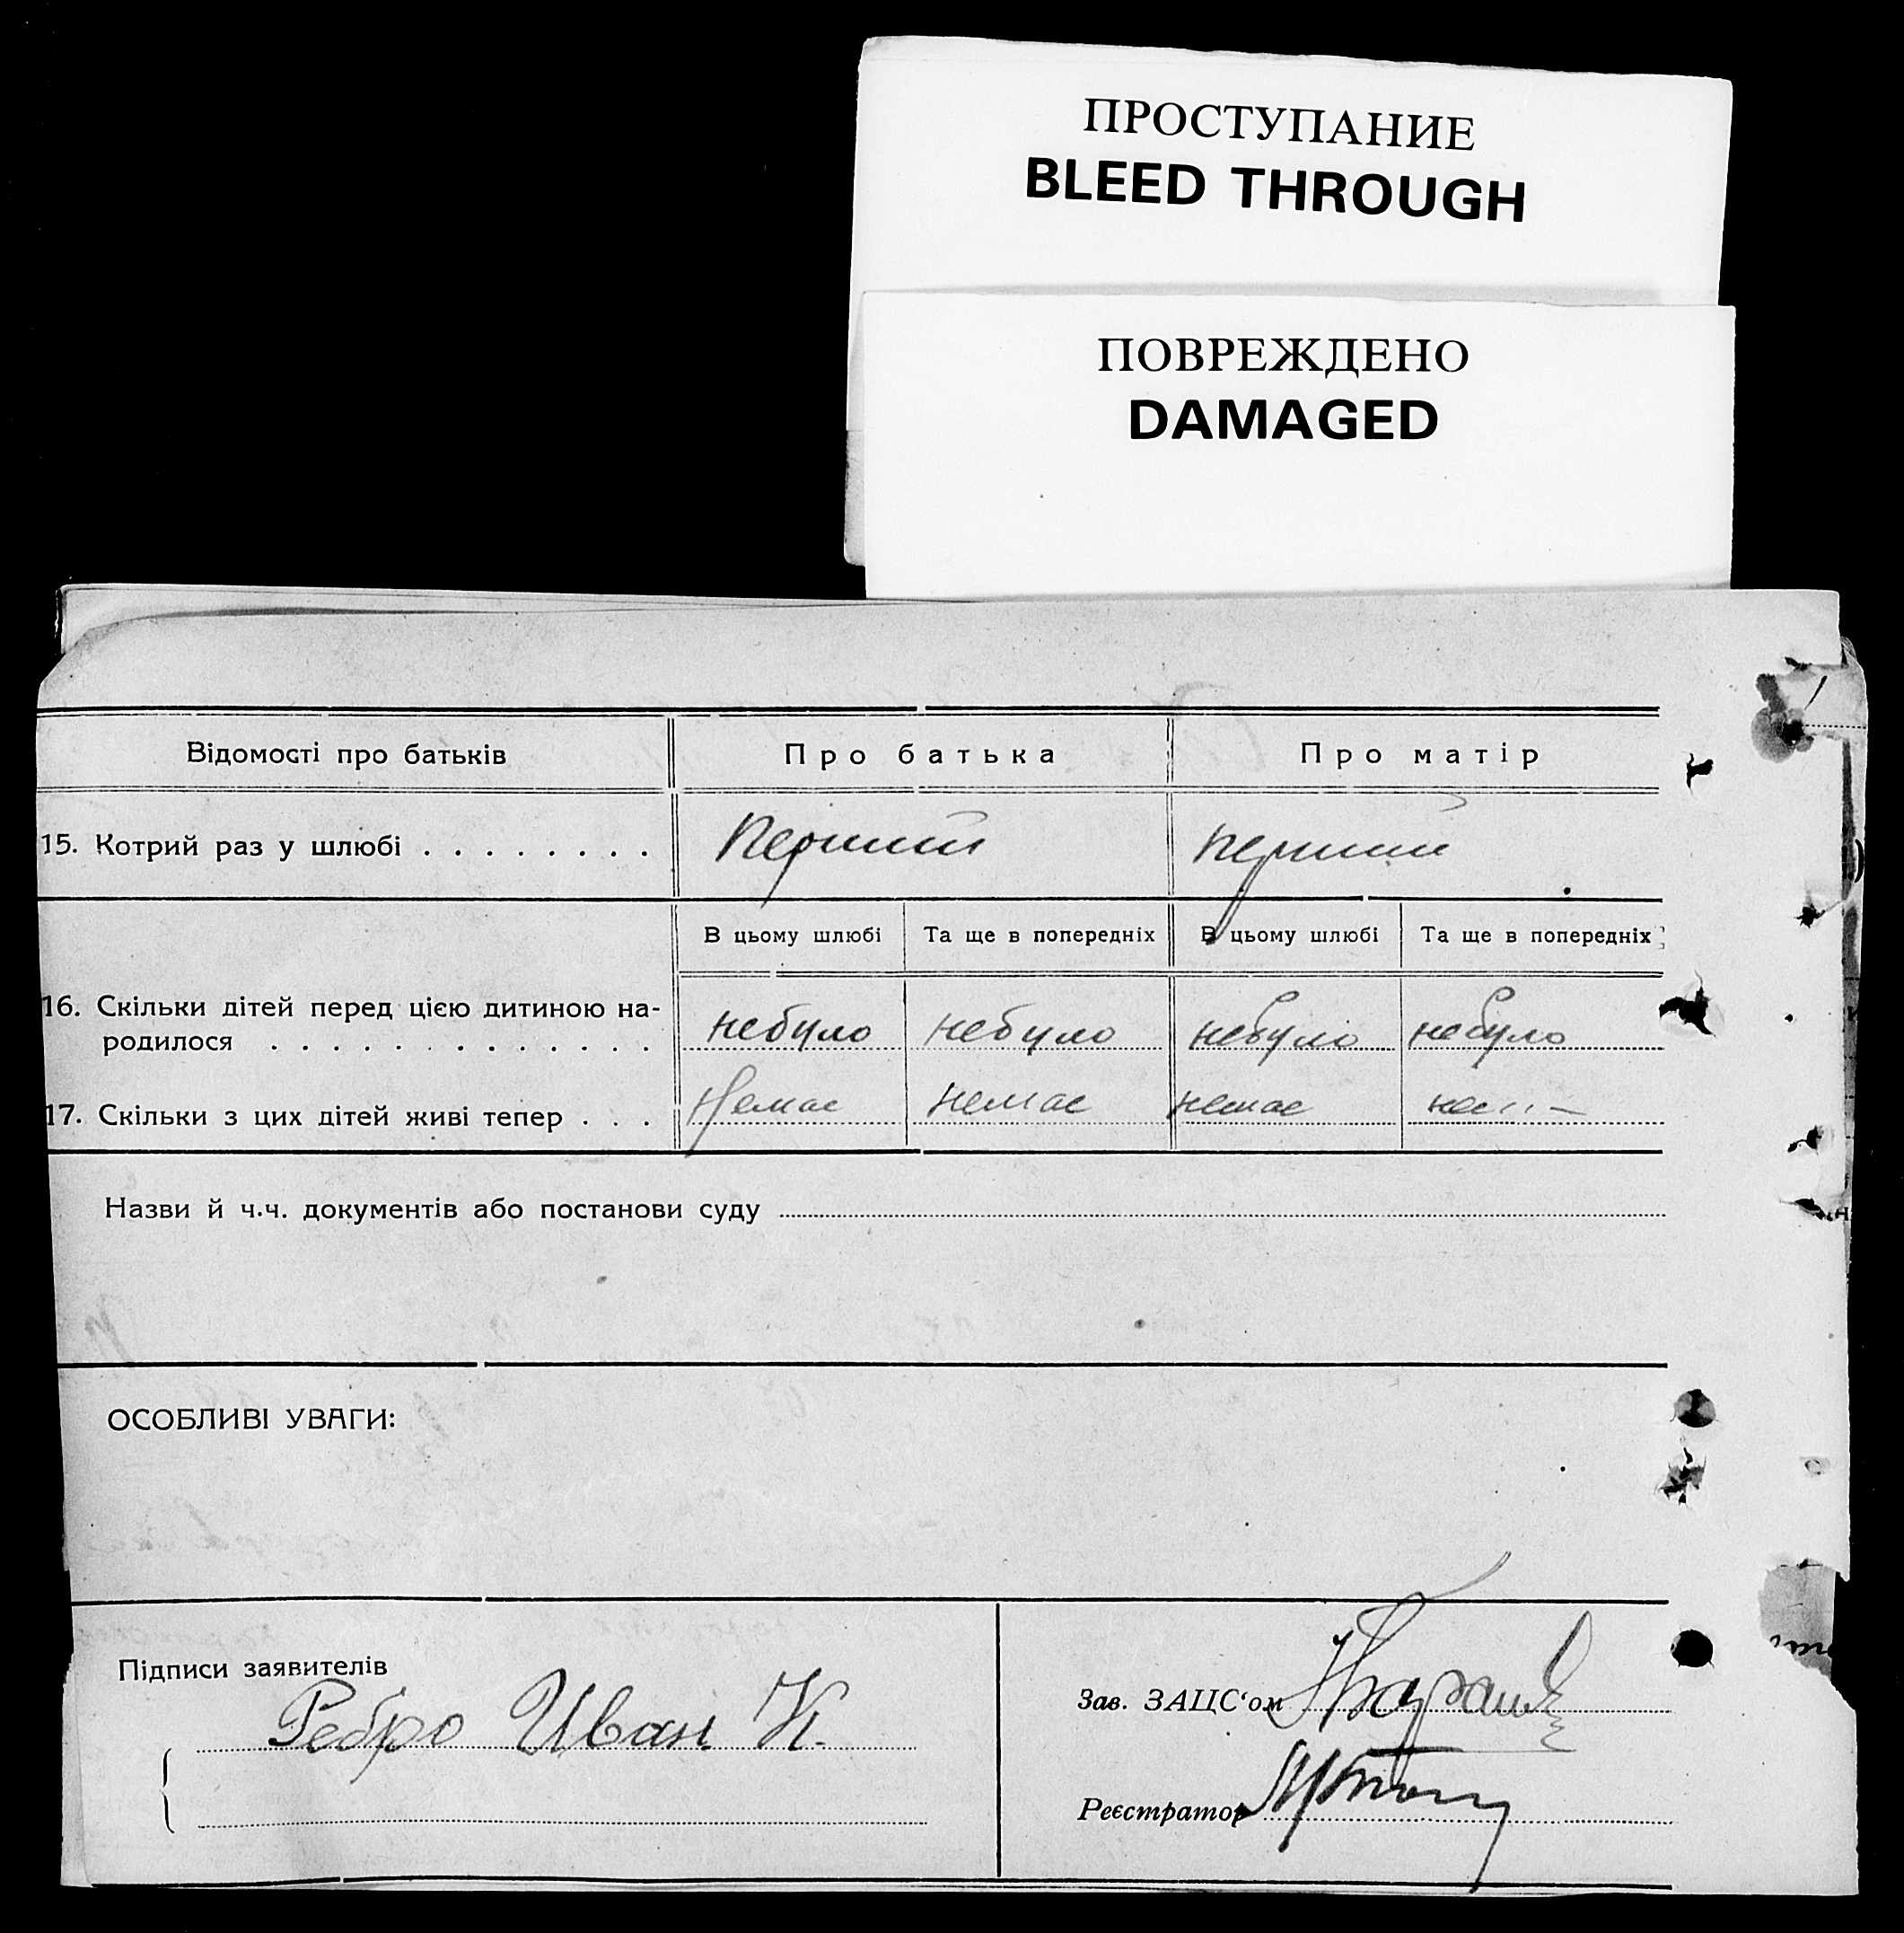 ПРОСТУПАНИЕ
BLEED THROUGH
ПОВРЕЖДЕНО
DAMAGED
Відомості про батьків Про батька Про матір
15. Котрий раз у шлюбі . . . . . . . . Перший перший
В цьому шлюбі Та ще в попередніх В цьому шлюбі Та ще в попередніх
16. Скільки дітей перед цією дитиною на-
родилося . . . . . . . . . . . . . небуло небуло небуло небуло
17. Скільки з цих дітей живі тепер . . . Немає немає немає
Назви й ч.ч. документів або постанови суду
ОСОБЛИВІ УВАГИ:
Підписи заявителів
Ребро Иван К.
Зав. ЗАЦС‘ом
Реєстратор